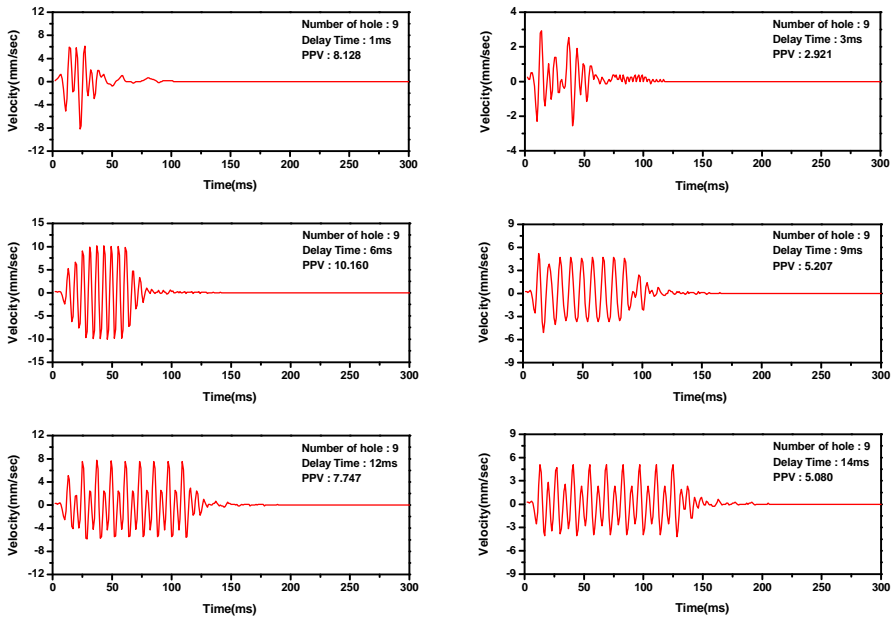 Number of hole : 9
Delay Time : 1ms
PPV : 8.128
Velocity(mm/sec)
12
8
4
0
-4
-8
-12
0 50 100 150 200 250 300
Time(ms)
Number of hole : 9
Delay Time : 3ms
PPV : 2.921
Velocity(mm/sec)
4
2
0
-2
-4
0 50 100 150 200 250 300
Time(ms)
Number of hole : 9
Delay Time : 6ms
PPV : 10.160
Velocity(mm/sec)
15
10
5
0
-5
-10
-15
0 50 100 150 200 250 300
Time(ms)
Number of hole : 9
Delay Time : 9ms
PPV : 5.207
Velocity(mm/sec)
9
6
3
0
-3
-6
-9
0 50 100 150 200 250 300
Time(ms)
Number of hole : 9
Delay Time : 12ms
PPV : 7.747
Velocity(mm/sec)
12
8
4
0
-4
-8
-12
0 50 100 150 200 250 300
Time(ms)
Number of hole : 9
Delay Time : 14ms
PPV : 5.080
Velocity(mm/sec)
9
6
3
0
-3
-6
-9
0 50 100 150 200 250 300
Time(ms)